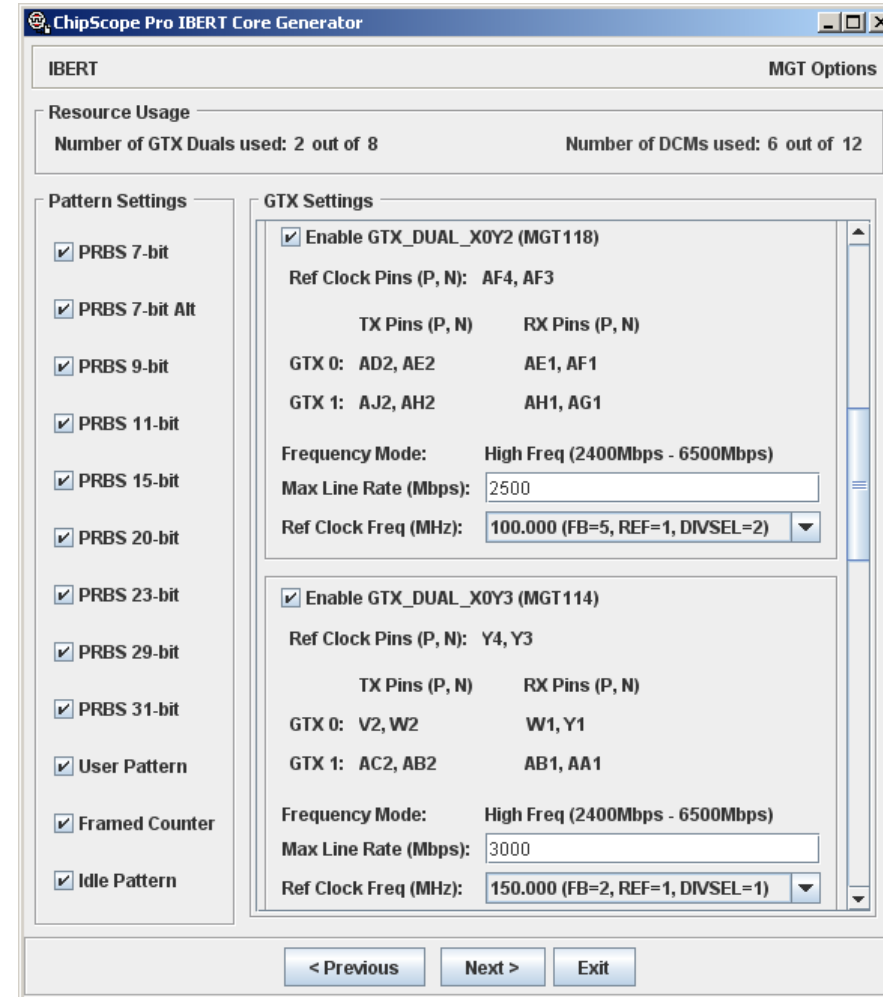 ChipScope Pro IBERT Core Generator
IBERT MGT Options
Resource Usage
Number of GTX Duals used: 2 out of 8 Number of DCMs used: 6 out of 12
Pattern Settings
PRBS 7-bit
PRBS 7-bit Alt
PRBS 9-bit
PRBS 11-bit
PRBS 15-bit
PRBS 20-bit
PRBS 23-bit
PRBS 29-bit
PRBS 31-bit
User Pattern
Framed Counter
Idle Pattern
GTX Settings
Enable GTX_DUAL_X0Y2 (MGT118)
Ref Clock Pins (P, N): AF4, AF3
TX Pins (P, N) RX Pins (P, N)
GTX 0: AD2, AE2 AE1, AF1
GTX 1: AJ2, AH2 AH1, AG1
Frequency Mode: High Freq (2400Mbps - 6500Mbps)
Max Line Rate (Mbps): 2500
Ref Clock Freq (MHz): 100.000 (FB=5, REF=1, DIVSEL=2)
Enable GTX_DUAL_X0Y3 (MGT114)
Ref Clock Pins (P, N): Y4, Y3
TX Pins (P, N) RX Pins (P, N)
GTX 0: V2, W2 W1, Y1
GTX 1: AC2, AB2 AB1, AA1
Frequency Mode: High Freq (2400Mbps - 6500Mbps)
Max Line Rate (Mbps): 3000
Ref Clock Freq (MHz): 150.000 (FB=2, REF=1, DIVSEL=1)
< Previous Next > Exit